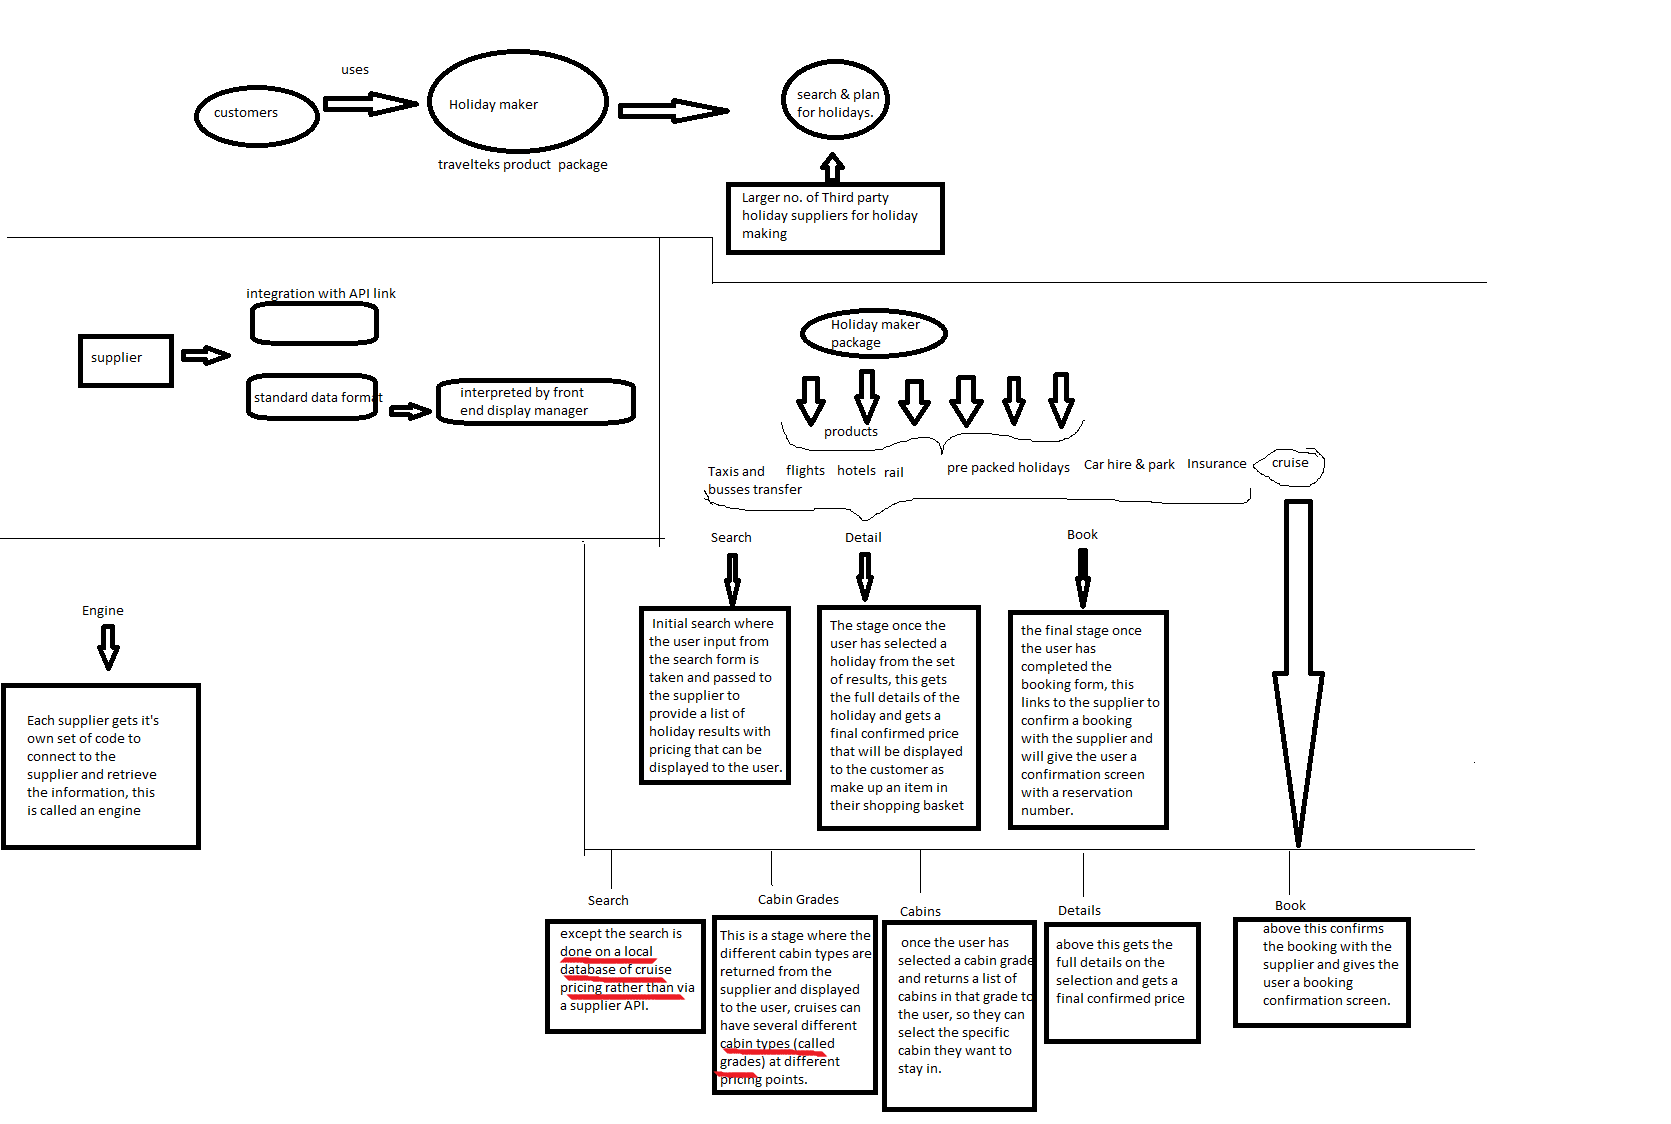 uses
customers
Holiday maker
travelteks product  package
search & plan
for holidays.
Larger no. of Third party
holiday suppliers for holiday
making
integration with API link
supplier
standard data format
interpreted by front
end display manager
Holiday maker
package
products
Taxis and
busses transfer
flights
hotels
rail
pre packed holidays
Car hire & park
Insurance
cruise
Search
Detail
Book
Initial search where
the user input from
the search form is
taken and passed to
the supplier to
provide a list of
holiday results with
pricing that can be
displayed to the user.
The stage once the
user has selected a
holiday from the set
of results, this gets
the full details of the
holiday and gets a
final confirmed price
that will be displayed
to the customer as
make up an item in
their shopping basket
the final stage once
the user has
completed the
booking form, this
links to the supplier to
confirm a booking
with the supplier and
will give the user a
confirmation screen
with a reservation
number.
Engine
Each supplier gets it's
own set of code to
connect to the
supplier and retrieve
the information, this
is called an engine
Search
except the search is
done on a local
database of cruise
pricing rather than via
a supplier API.
Cabin Grades
This is a stage where the
different cabin types are
returned from the
supplier and displayed
to the user, cruises can
have several different
cabin types (called
grades) at different
pricing points.
Cabins
once the user has
selected a cabin grade
and returns a list of
cabins in that grade to
the user, so they can
select the specific
cabin they want to
stay in.
Details
above this gets the
full details on the
selection and gets a
final confirmed price
Book
above this confirms
the booking with the
supplier and gives the
user a booking
confirmation screen.